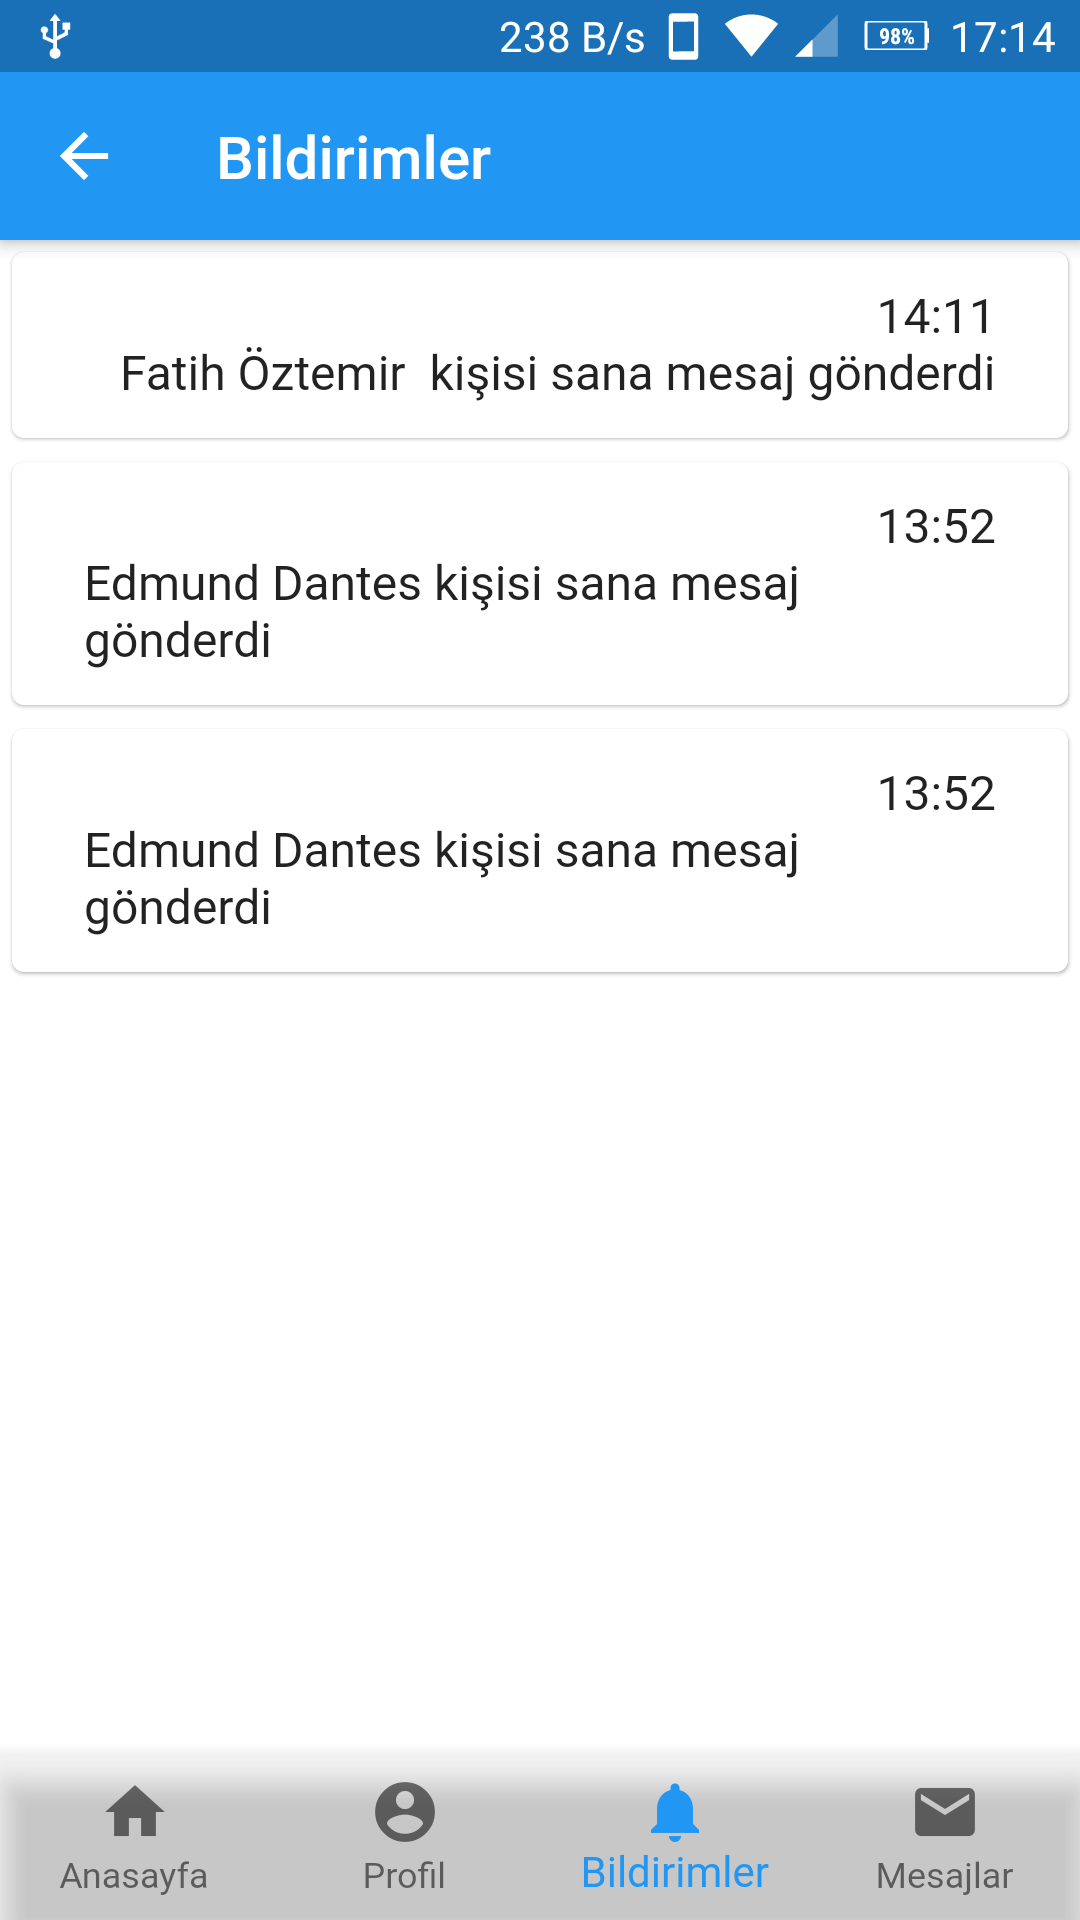 238 B/s 98% 17:14
Bildirimler
14:11
Fatih Öztemir  kişisi sana mesaj gönderdi
13:52
Edmund Dantes kişisi sana mesaj
gönderdi
13:52
Edmund Dantes kişisi sana mesaj
gönderdi
Anasayfa Profil Bildirimler Mesajlar